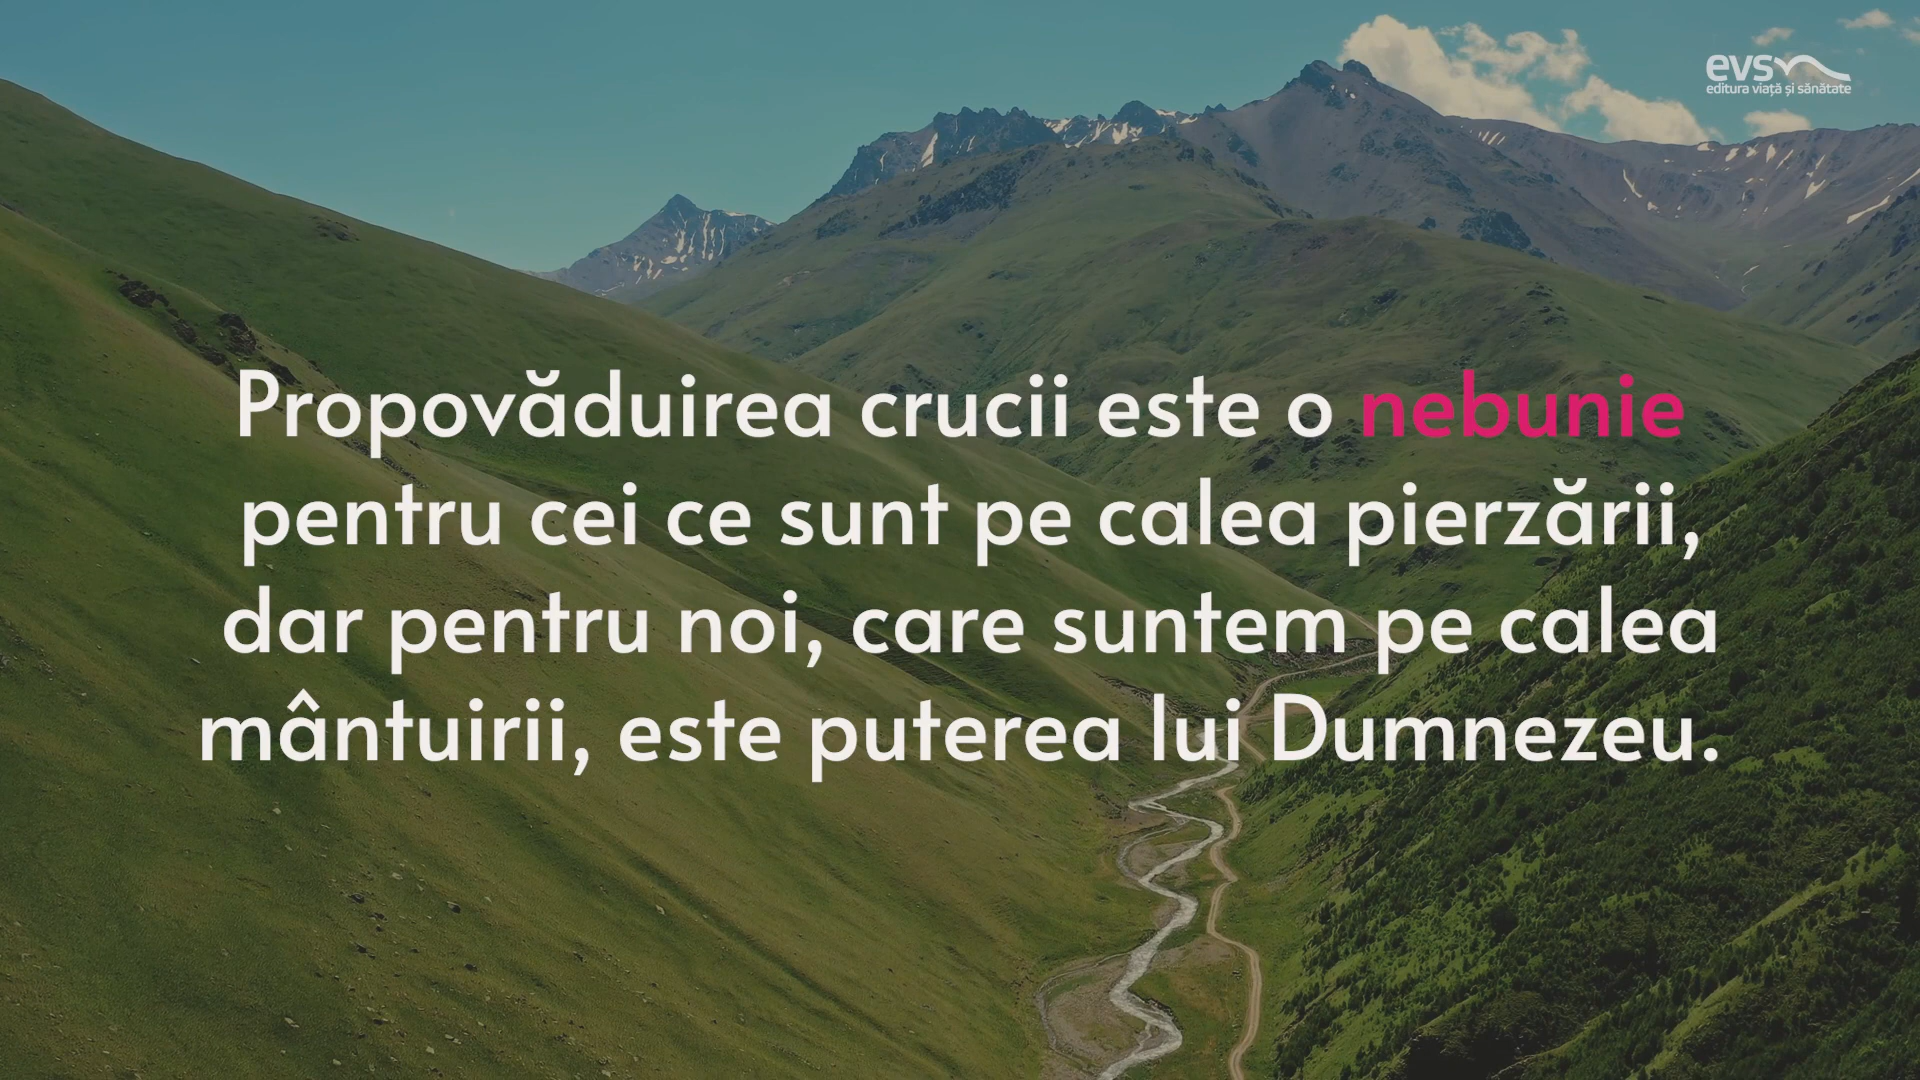 evs
editura viață și sănătate
Propovăduirea crucii este o nebunie
pentru cei ce sunt pe calea pierzării,
dar pentru noi, care suntem pe calea
mântuirii, este puterea lui Dumnezeu.